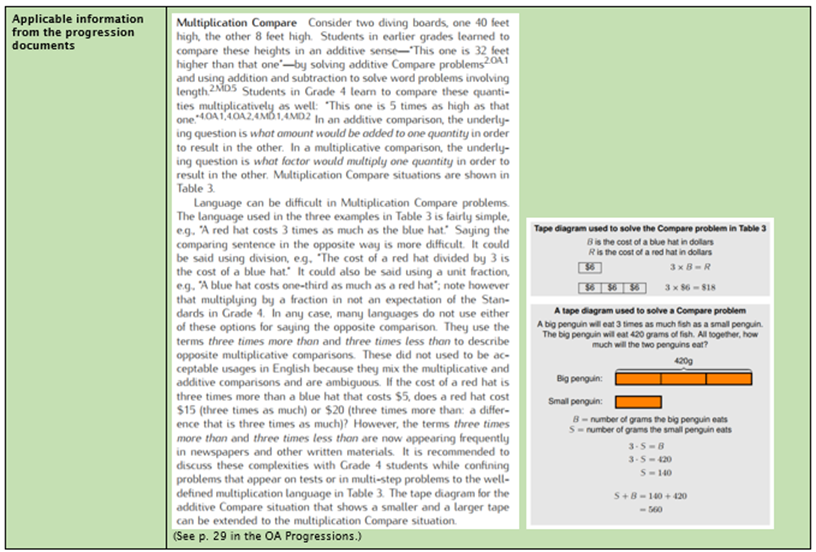 Applicable information
from the progression
documents
Multiplication Compare Consider two diving boards, one 40 feet
high, the other 8 feet high. Students in earlier grades learned to
compare these heights in an additive sense—"This one is 32 feet
higher than that one"—by solving additive Compare problems2.OA.1
and using addition and subtraction to solve word problems involving
length.2.MD.5 Students in Grade 4 learn to compare these quanti-
ties multiplicatively as well: "This one is 5 times as high as that
one."4.OA.1,4.OA.2,4.MD.1,4.MD.2 In an additive comparison, the underly-
ing question is what amount would be added to one quantity in order
to result in the other. In a multiplicative comparison, the underly-
ing question is what factor would multiply one quantity in order to
result in the other. Multiplication Compare situations are shown in
Table 3.
Language can be difficult in Multiplication Compare problems.
The language used in the three examples in Table 3 is fairly simple,
e.g., "A red hat costs 3 times as much as the blue hat." Saying the
comparing sentence in the opposite way is more difficult. It could
be said using division, e.g., "The cost of a red hat divided by 3 is
the cost of a blue hat." It could also be said using a unit fraction,
e.g., "A blue hat costs one-third as much as a red hat"; note however
that multiplying by a fraction in not an expectation of the Stan-
dards in Grade 4. In any case, many languages do not use either
of these options for saying the opposite comparison. They use the
terms three times more than and three times less than to describe
opposite multiplicative comparisons. These did not used to be ac-
ceptable usages in English because they mix the multiplicative and
additive comparisons and are ambiguous. If the cost of a red hat is
three times more than a blue hat that costs $5, does a red hat cost
$15 (three times as much) or $20 (three times more than: a differ-
ence that is three times as much)? However, the terms three times
more than and three times less than are now appearing frequently
in newspapers and other written materials. It is recommended to
discuss these complexities with Grade 4 students while confining
problems that appear on tests or in multi-step problems to the well-
defined multiplication language in Table 3. The tape diagram for the
additive Compare situation that shows a smaller and a larger tape
can be extended to the multiplication Compare situation.
(See p. 29 in the OA Progressions.)
Tape diagram used to solve the Compare problem in Table 3
B is the cost of a blue hat in dollars
R is the cost of a red hat in dollars
$6 3 × B = R
$6 $6 $6 3 × $6 = $18
A tape diagram used to solve a Compare problem
A big penguin will eat 3 times as much fish as a small penguin.
The big penguin will eat 420 grams of fish. All together, how
much will the two penguins eat?
420g
Big penguin:
Small penguin:
B = number of grams the big penguin eats
S = number of grams the small penguin eats
3 · S = B
3 · S = 420
S = 140
S + B = 140 + 420
= 560